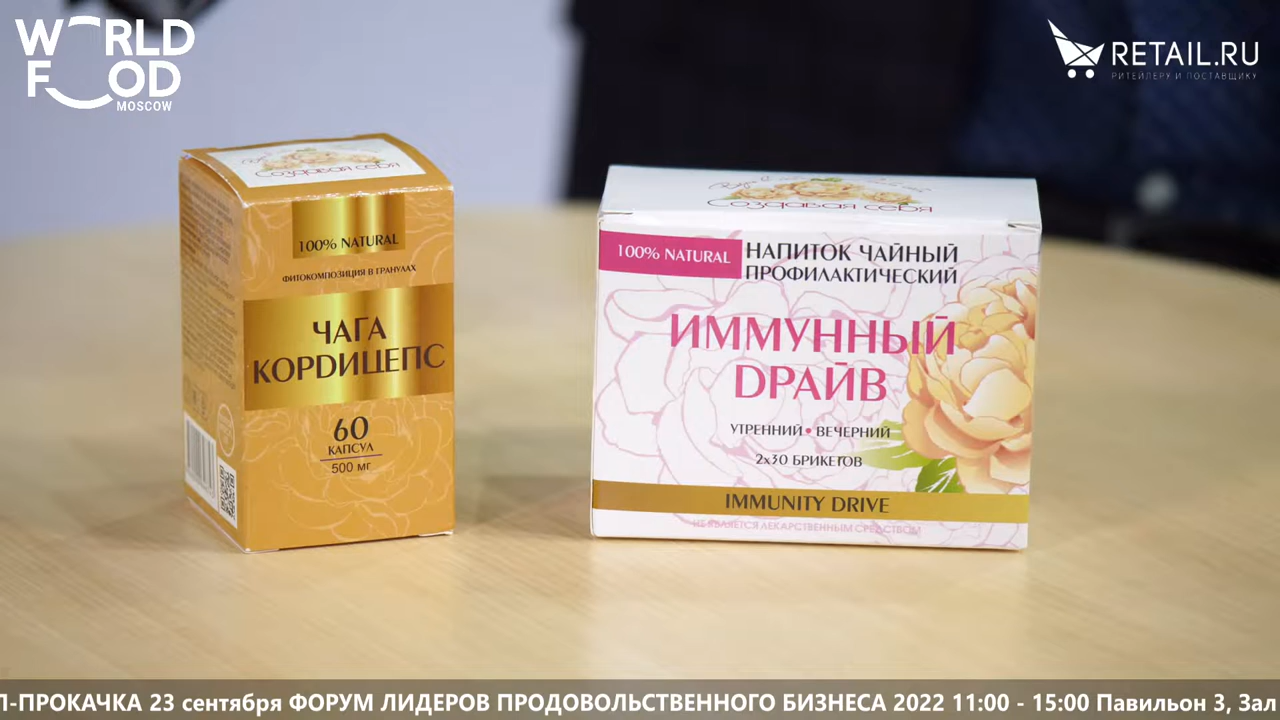 WORLD
FOOD
MOSCOW
RETAIL.RU
РИТЕЙЛЕРУ И ПОСТАВЩИКУ
Создавая себя
100% NATURAL
ФИТОКОМПОЗИЦИЯ В ГРАНУЛАХ
ЧАГА
КОРДИЦЕПС
60
КАПСУЛ
500 мг
Создавая себя
100% NATURAL
НАПИТОК ЧАЙНЫЙ
ПРОФИЛАКТИЧЕСКИЙ
ИММУННЫЙ
ДРАЙВ
УТРЕННИЙ • ВЕЧЕРНИЙ
2х30 БРИКЕТОВ
IMMUNITY DRIVE
НЕ ЯВЛЯЕТСЯ ЛЕКАРСТВЕННЫМ СРЕДСТВОМ
Л-ПРОКАЧКА 23 сентября ФОРУМ ЛИДЕРОВ ПРОДОВОЛЬСТВЕННОГО БИЗНЕСА 2022 11:00 - 15:00 Павильон 3, Зал